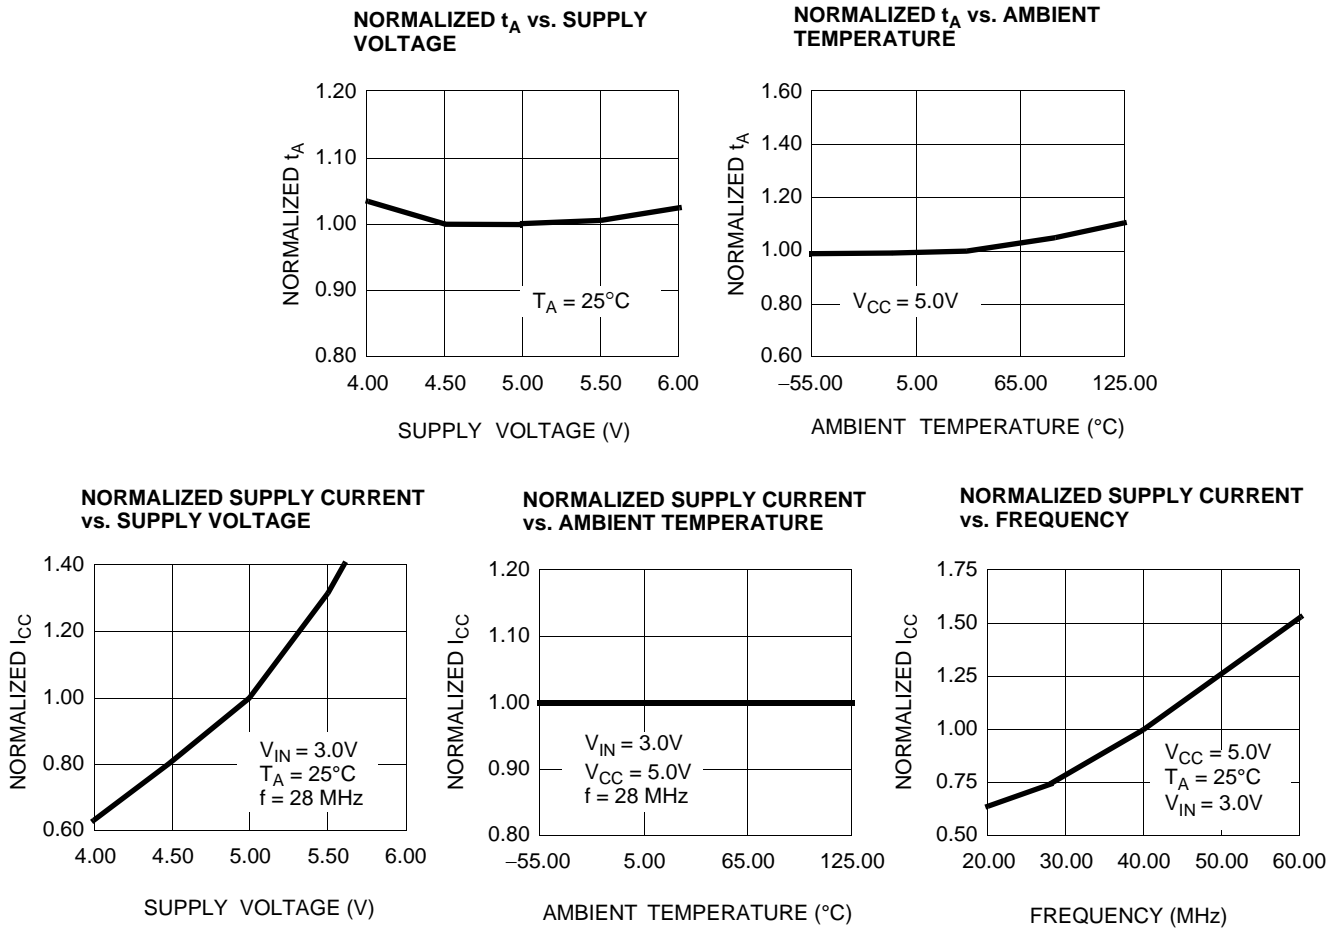 NORMALIZED tA vs. SUPPLY
VOLTAGE
1.20
1.10
1.00
0.90
0.80
NORMALIZED tA
TA = 25°C
4.00 4.50 5.00 5.50 6.00
SUPPLY VOLTAGE (V)
NORMALIZED tA vs. AMBIENT
TEMPERATURE
1.60
1.40
1.20
1.00
0.80
0.60
NORMALIZED tA
VCC = 5.0V
−55.00 5.00 65.00 125.00
AMBIENT TEMPERATURE (°C)
NORMALIZED SUPPLY CURRENT
vs. SUPPLY VOLTAGE
1.40
1.20
1.00
0.80
0.60
NORMALIZED ICC
VIN = 3.0V
TA = 25°C
f = 28 MHz
4.00 4.50 5.00 5.50 6.00
SUPPLY VOLTAGE (V)
NORMALIZED SUPPLY CURRENT
vs. AMBIENT TEMPERATURE
1.20
1.10
1.00
0.90
0.80
NORMALIZED ICC
VIN = 3.0V
VCC = 5.0V
f = 28 MHz
−55.00 5.00 65.00 125.00
AMBIENT TEMPERATURE (°C)
NORMALIZED SUPPLY CURRENT
vs. FREQUENCY
1.75
1.50
1.25
1.00
0.75
0.50
NORMALIZED ICC
VCC = 5.0V
TA = 25°C
VIN = 3.0V
20.00 30.00 40.00 50.00 60.00
FREQUENCY (MHz)